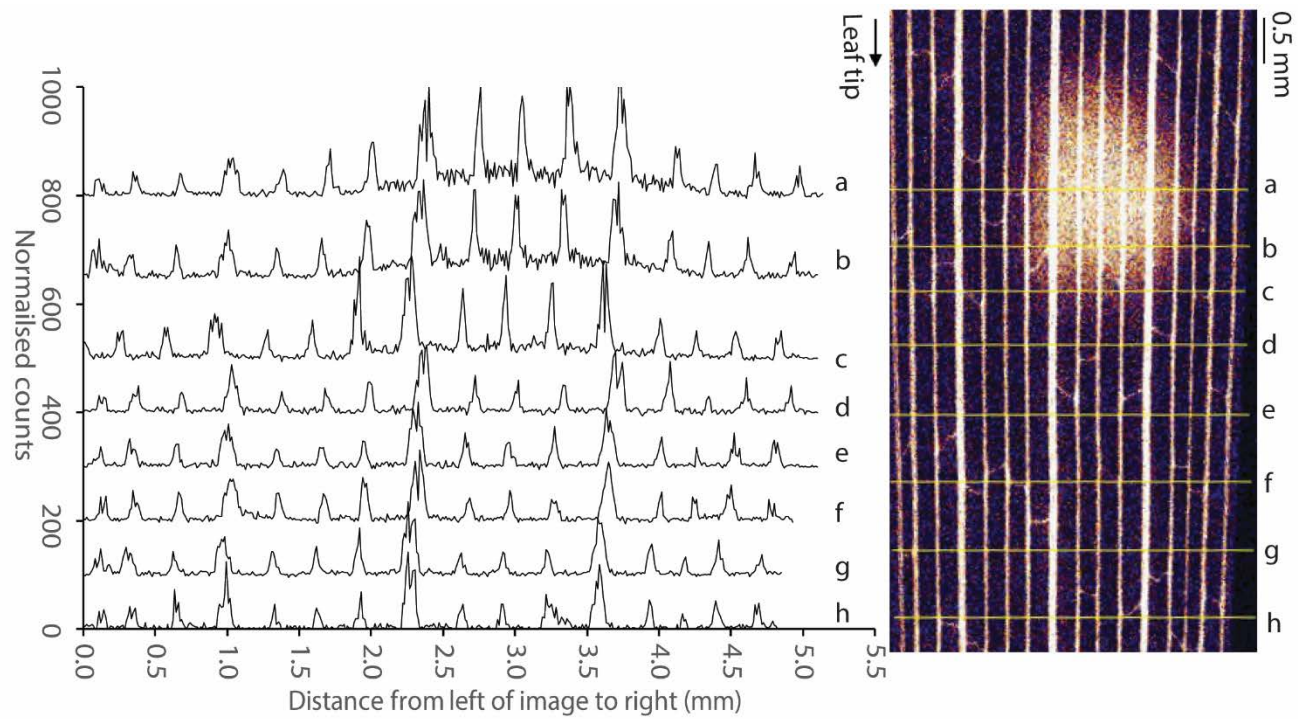 1000
800
600
400
200
0
Normailsed counts
a
b
c
d
e
f
g
h
0.0 0.5 1.0 1.5 2.0 2.5 3.0 3.5 4.0 4.5 5.0 5.5
Distance from left of image to right (mm)
Leaf tip
0.5 mm
a
b
c
d
e
f
g
h